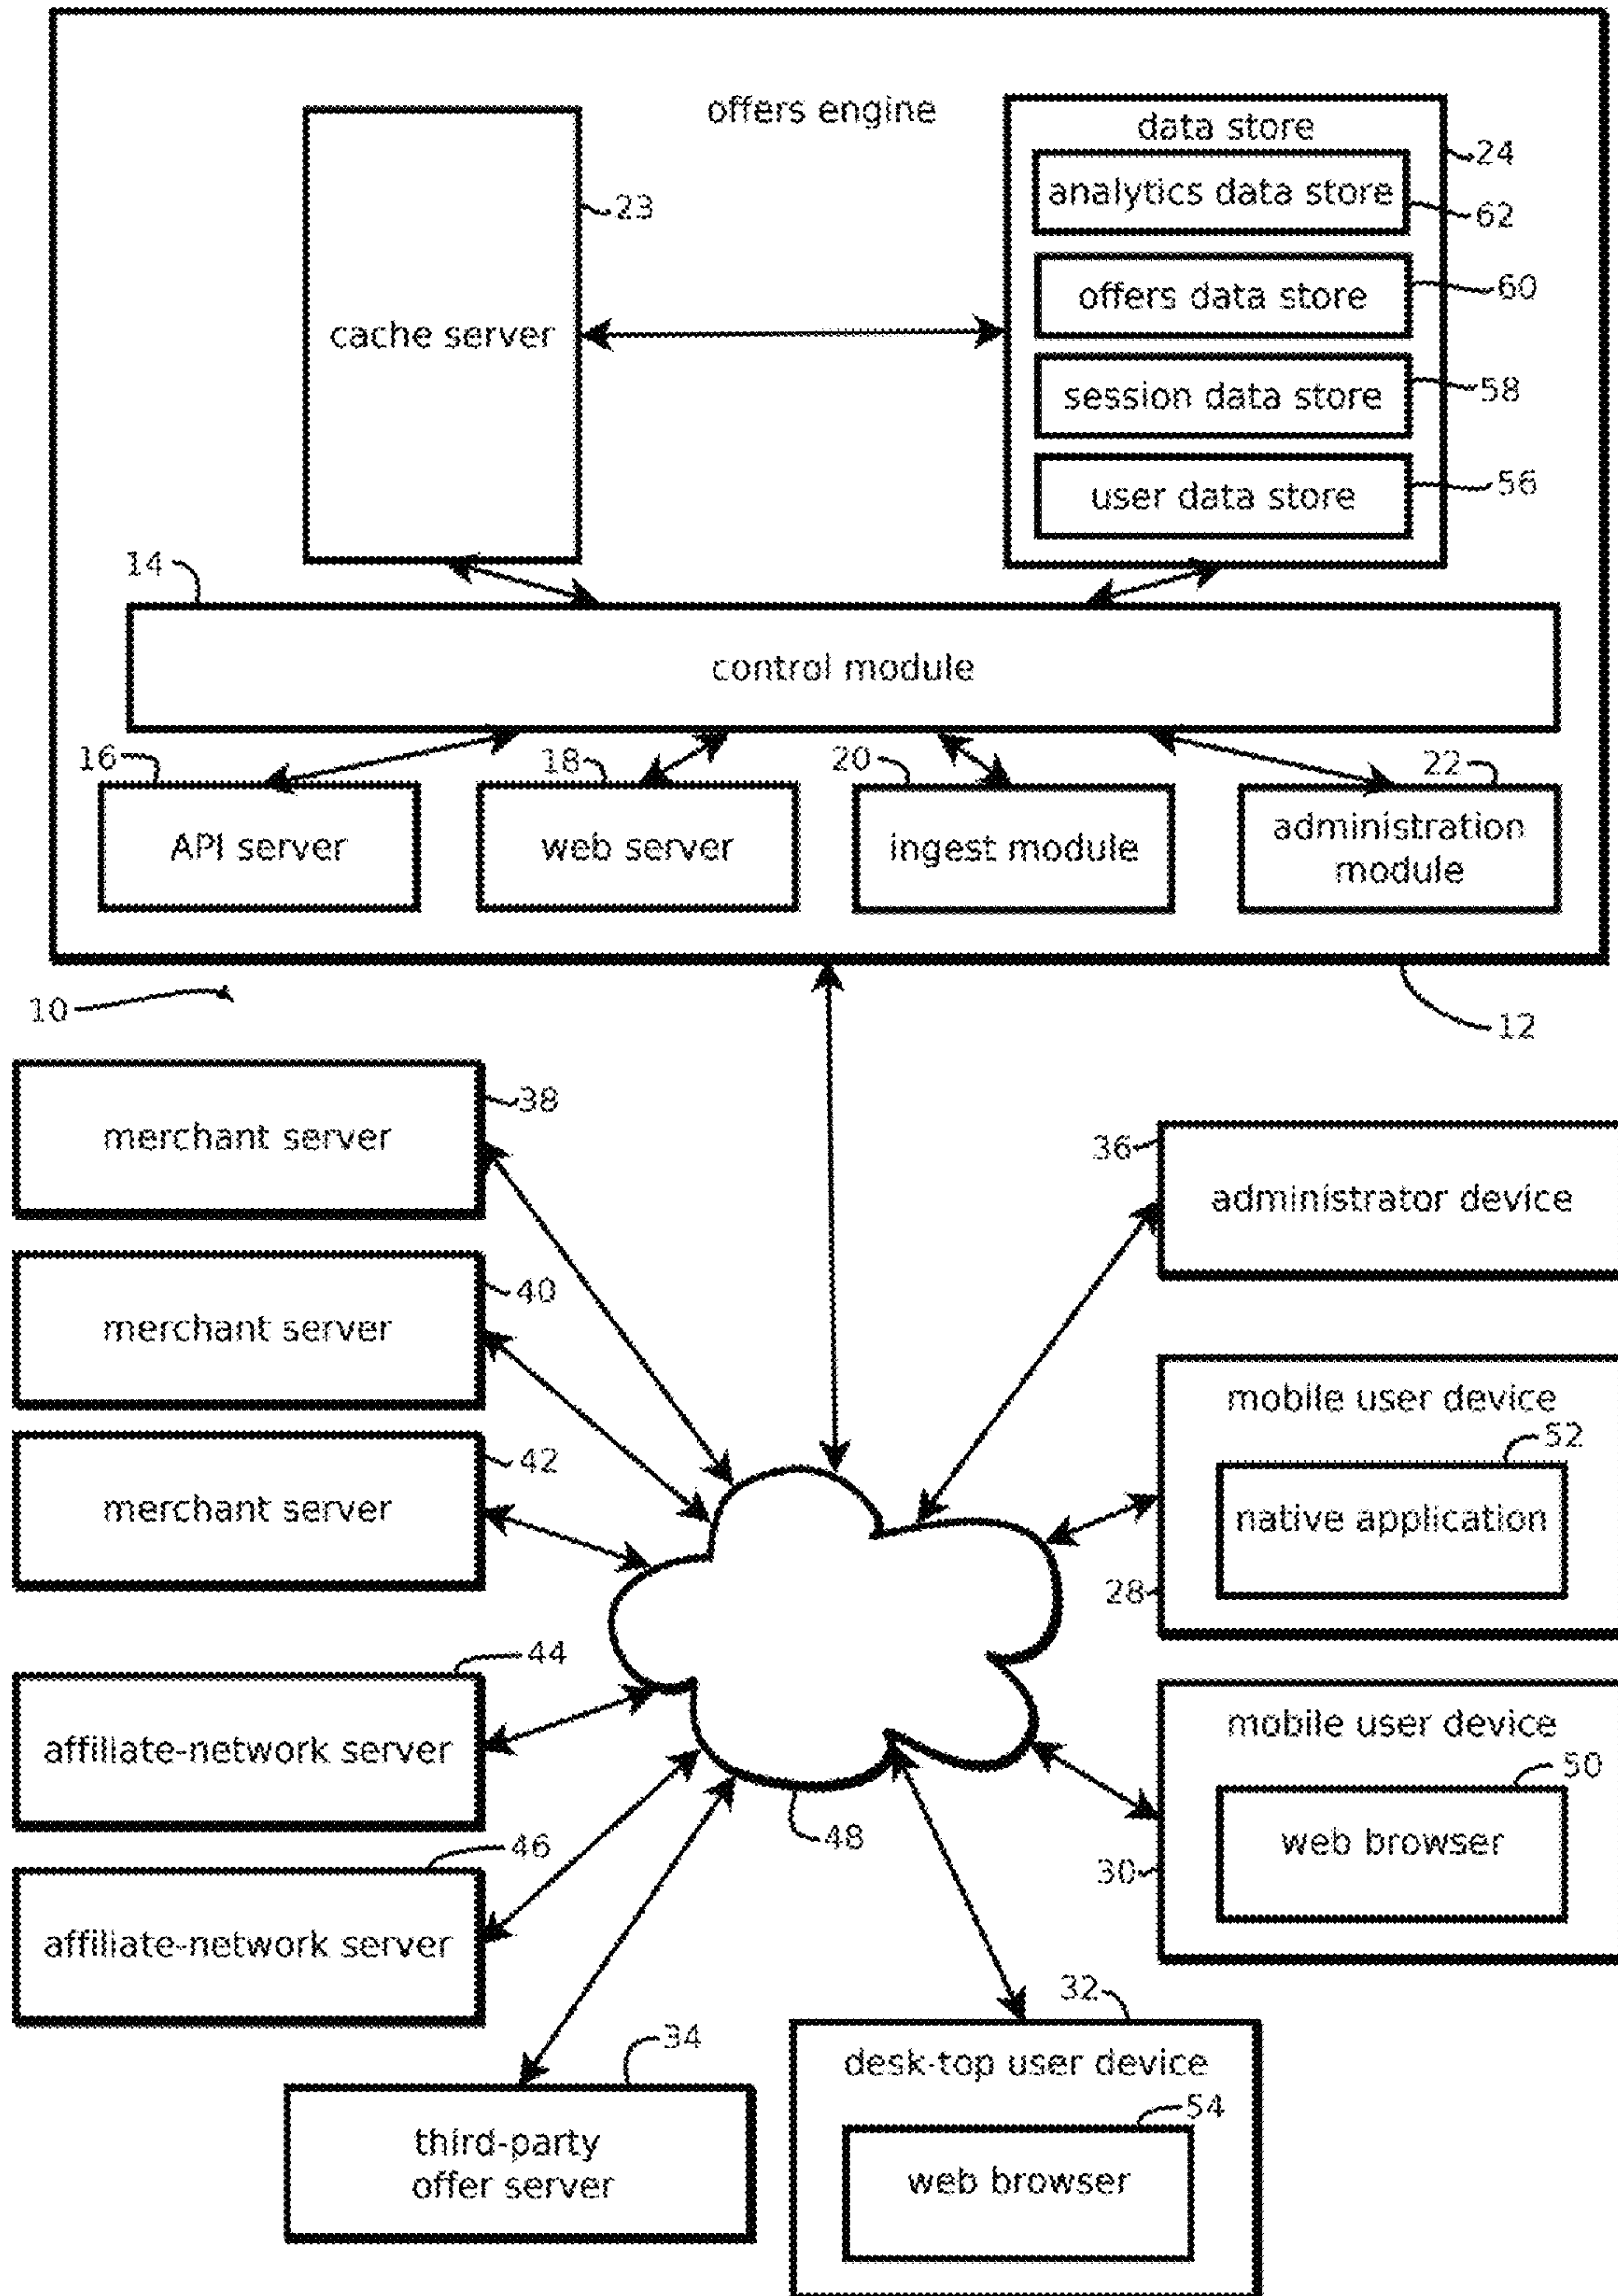 offers engine
data store
24
analytics data store
62
23
offers data store
60
cache server
session data store
58
user data store
56
14
control module
16
18
20
22
API server
web server
ingest module
administration
module
10
12
38
merchant server
36
administrator device
40
merchant server
mobile user device
52
42
merchant server
native application
28
44
mobile user device
affiliate-network server
50
48
web browser
46
30
affiliate-network server
32
34
desk-top user device
54
third-party
offer server
web browser